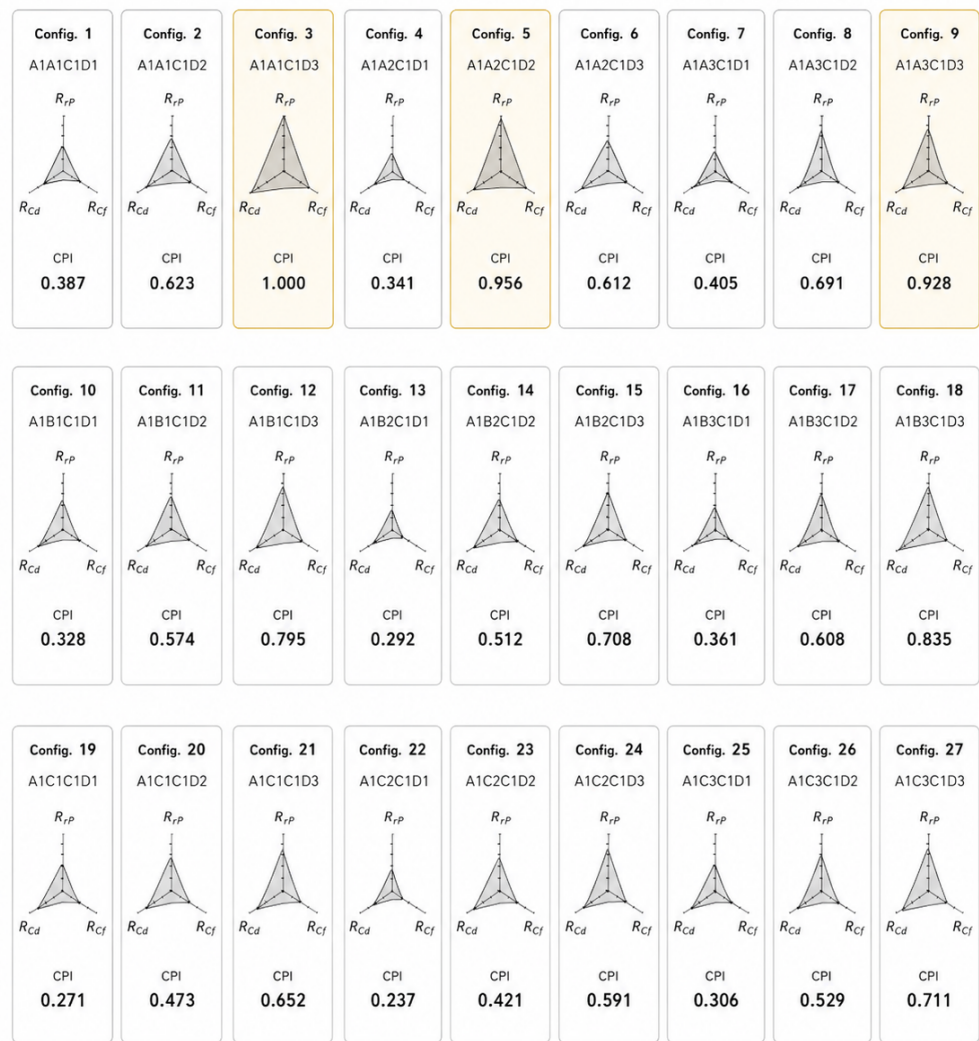 Config. 1
A1A1C1D1
RrP
RCd RCf
CPI
0.387
Config. 2
A1A1C1D2
RrP
RCd RCf
CPI
0.623
Config. 3
A1A1C1D3
RrP
RCd RCf
CPI
1.000
Config. 4
A1A2C1D1
RrP
RCd RCf
CPI
0.341
Config. 5
A1A2C1D2
RrP
RCd RCf
CPI
0.956
Config. 6
A1A2C1D3
RrP
RCd RCf
CPI
0.612
Config. 7
A1A3C1D1
RrP
RCd RCf
CPI
0.405
Config. 8
A1A3C1D2
RrP
RCd RCf
CPI
0.691
Config. 9
A1A3C1D3
RrP
RCd RCf
CPI
0.928
Config. 10
A1B1C1D1
RrP
RCd RCf
CPI
0.328
Config. 11
A1B1C1D2
RrP
RCd RCf
CPI
0.574
Config. 12
A1B1C1D3
RrP
RCd RCf
CPI
0.795
Config. 13
A1B2C1D1
RrP
RCd RCf
CPI
0.292
Config. 14
A1B2C1D2
RrP
RCd RCf
CPI
0.512
Config. 15
A1B2C1D3
RrP
RCd RCf
CPI
0.708
Config. 16
A1B3C1D1
RrP
RCd RCf
CPI
0.361
Config. 17
A1B3C1D2
RrP
RCd RCf
CPI
0.608
Config. 18
A1B3C1D3
RrP
RCd RCf
CPI
0.835
Config. 19
A1C1C1D1
RrP
RCd RCf
CPI
0.271
Config. 20
A1C1C1D2
RrP
RCd RCf
CPI
0.473
Config. 21
A1C1C1D3
RrP
RCd RCf
CPI
0.652
Config. 22
A1C2C1D1
RrP
RCd RCf
CPI
0.237
Config. 23
A1C2C1D2
RrP
RCd RCf
CPI
0.421
Config. 24
A1C2C1D3
RrP
RCd RCf
CPI
0.591
Config. 25
A1C3C1D1
RrP
RCd RCf
CPI
0.306
Config. 26
A1C3C1D2
RrP
RCd RCf
CPI
0.529
Config. 27
A1C3C1D3
RrP
RCd RCf
CPI
0.711